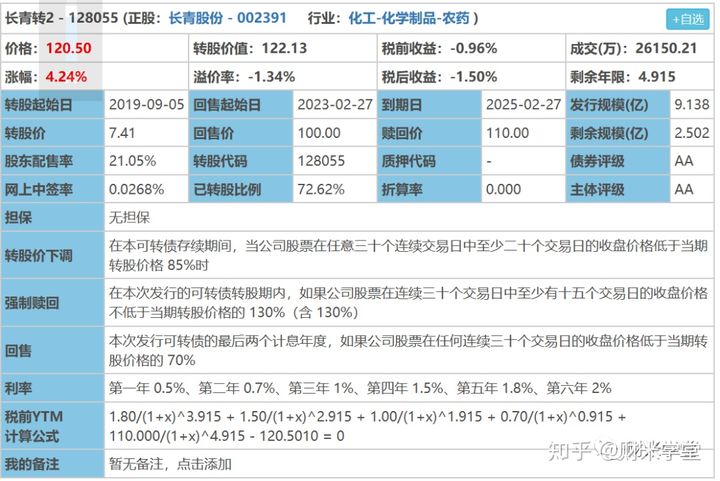 长青转2 - 128055 (正股：长青股份 - 002391 行业：化工-化学制品-农药 ) +自选
价格：120.50 转股价值：122.13 税前收益：-0.96% 成交(万)：26150.21
涨幅：4.24% 溢价率：-1.34% 税后收益：-1.50% 剩余年限：4.915
转股起始日 2019-09-05 回售起始日 2023-02-27 到期日 2025-02-27 发行规模(亿) 9.138
转股价 7.41 回售价 100.00 赎回价 110.00 剩余规模(亿) 2.502
股东配售率 21.05% 转股代码 128055 质押代码 - 债券评级 AA
网上中签率 0.0268% 已转股比例 72.62% 折算率 0.000 主体评级 AA
担保 无担保
转股价下调 在本可转债存续期间，当公司股票在任意三十个连续交易日中至少二十个交易日的收盘价格低于当期
转股价格 85%时
强制赎回 在本次发行的可转债转股期内，如果公司股票在连续三十个交易日中至少有十五个交易日的收盘价格
不低于当期转股价格的 130%（含 130%）
回售 本次发行可转债的最后两个计息年度，如果公司股票在任何连续三十个交易日的收盘价格低于当期转
股价格的 70%
利率 第一年 0.5%、第二年 0.7%、第三年 1%、第四年 1.5%、第五年 1.8%、第六年 2%
税前YTM 1.80/(1+x)^3.915 + 1.50/(1+x)^2.915 + 1.00/(1+x)^1.915 + 0.70/(1+x)^0.915 +
计算公式 110.000/(1+x)^4.915 - 120.5010 = 0
我的备注 暂无备注，点击添加
知乎 @财米学堂